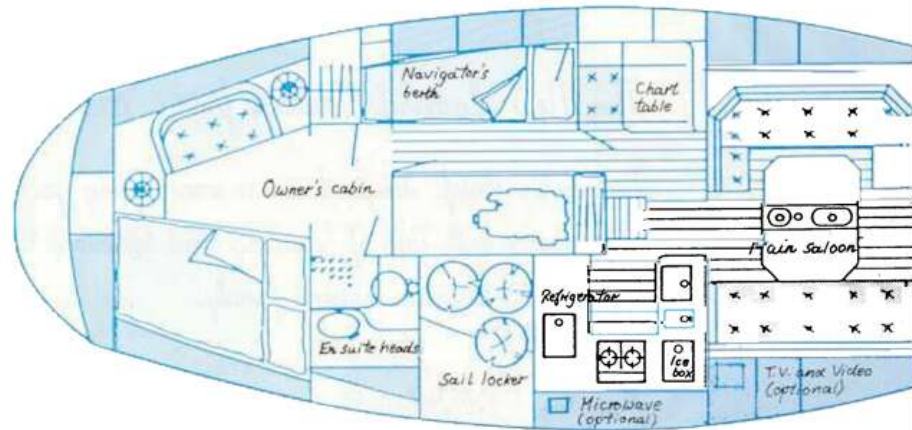 Navigator's
berth
Chart
table
Owner's cabin
Main saloon
Refrigerator
En suite heads
Ice
box
Sail locker
T.V. and Video
(optional)
Microwave
(optional)